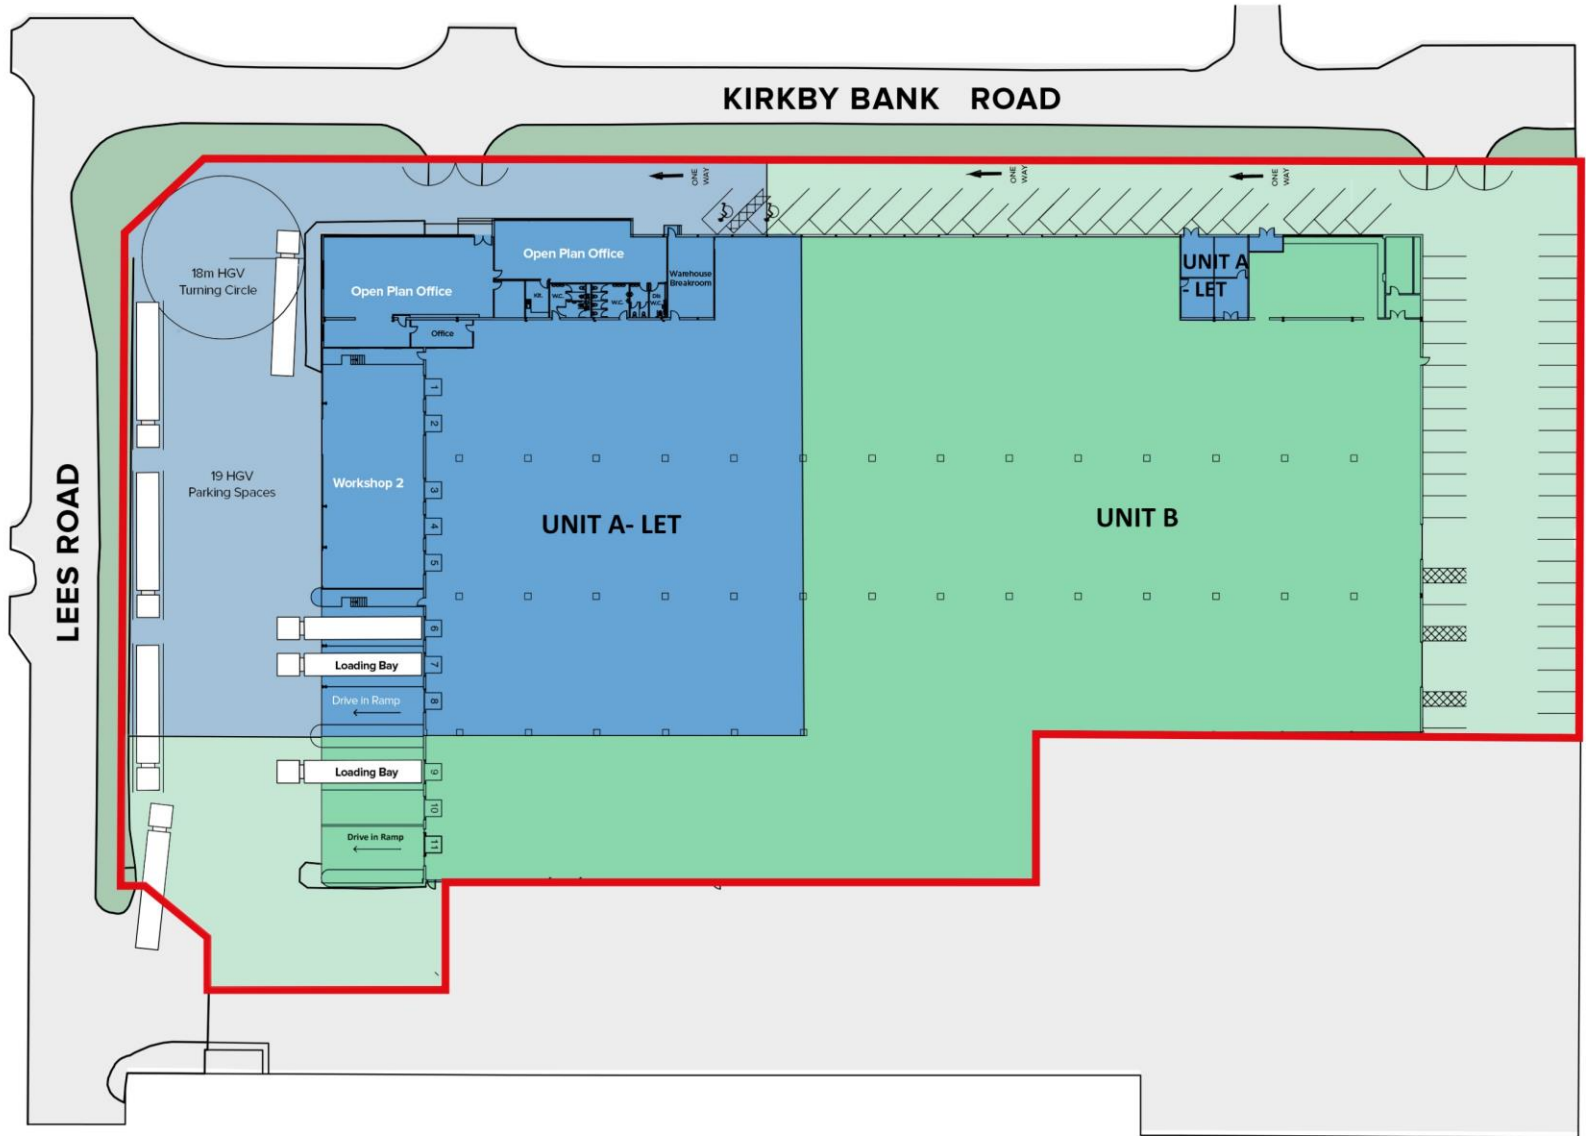 KIRKBY BANK ROAD
ONE
WAY
ONE
WAY
ONE
WAY
Open Plan Office
Warehouse
Breakroom
UNIT A
- LET
18m HGV
Turning Circle
Open Plan Office
Kit.
W.C.
W.C.
Dis
W.C.
Office
1
2
19 HGV
Parking Spaces
Workshop 2
3
4
5
UNIT A- LET
UNIT B
LEES ROAD
6
Loading Bay
7
Drive in Ramp
8
Loading Bay
9
10
Drive in Ramp
11